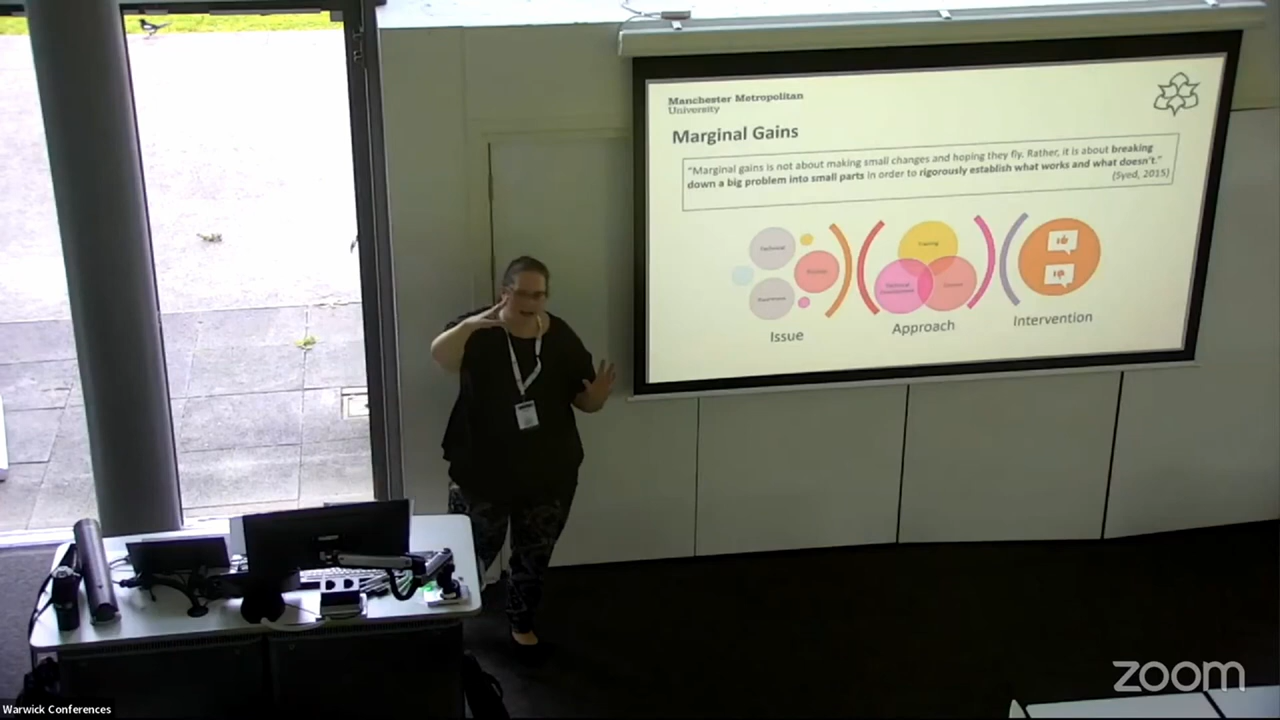 Manchester Metropolitan
University
Marginal Gains
"Marginal gains is not about making small changes and hoping they fly. Rather, it is about breaking
down a big problem into small parts in order to rigorously establish what works and what doesn't."
(Syed, 2015)
Technical
Training
Issue
Approach
Intervention
zoom
Warwick Conferences